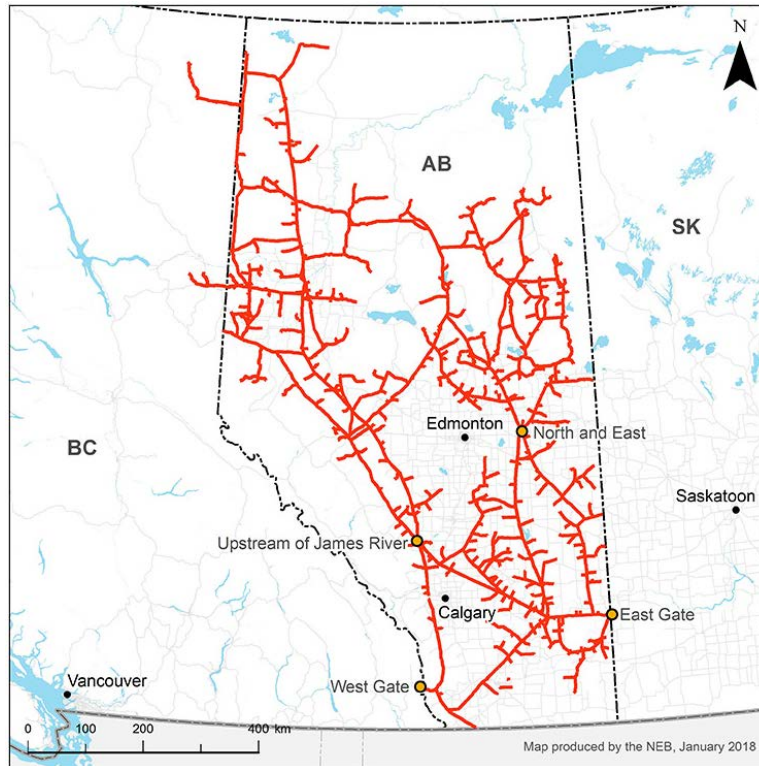 N
AB
SK
Edmonton
North and East
BC
Saskatoon
Upstream of James River
Calgary
East Gate
West Gate
Vancouver
0 100 200 400 km
Map produced by the NEB, January 2018